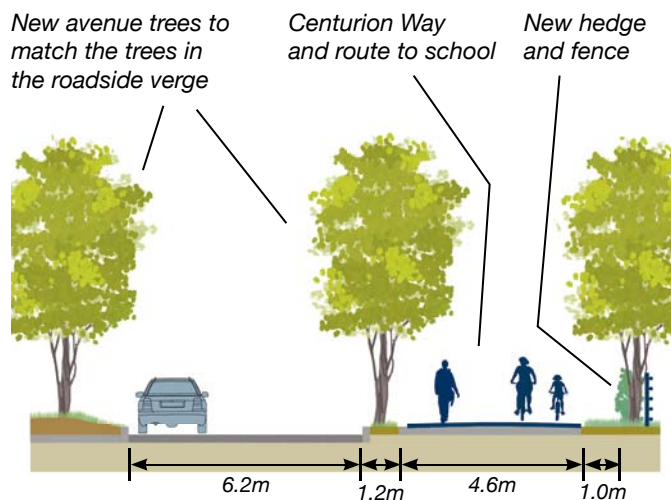 New avenue trees to
match the trees in
the roadside verge
Centurion Way
and route to school
New hedge
and fence
6.2m
1.2m
4.6m
1.0m